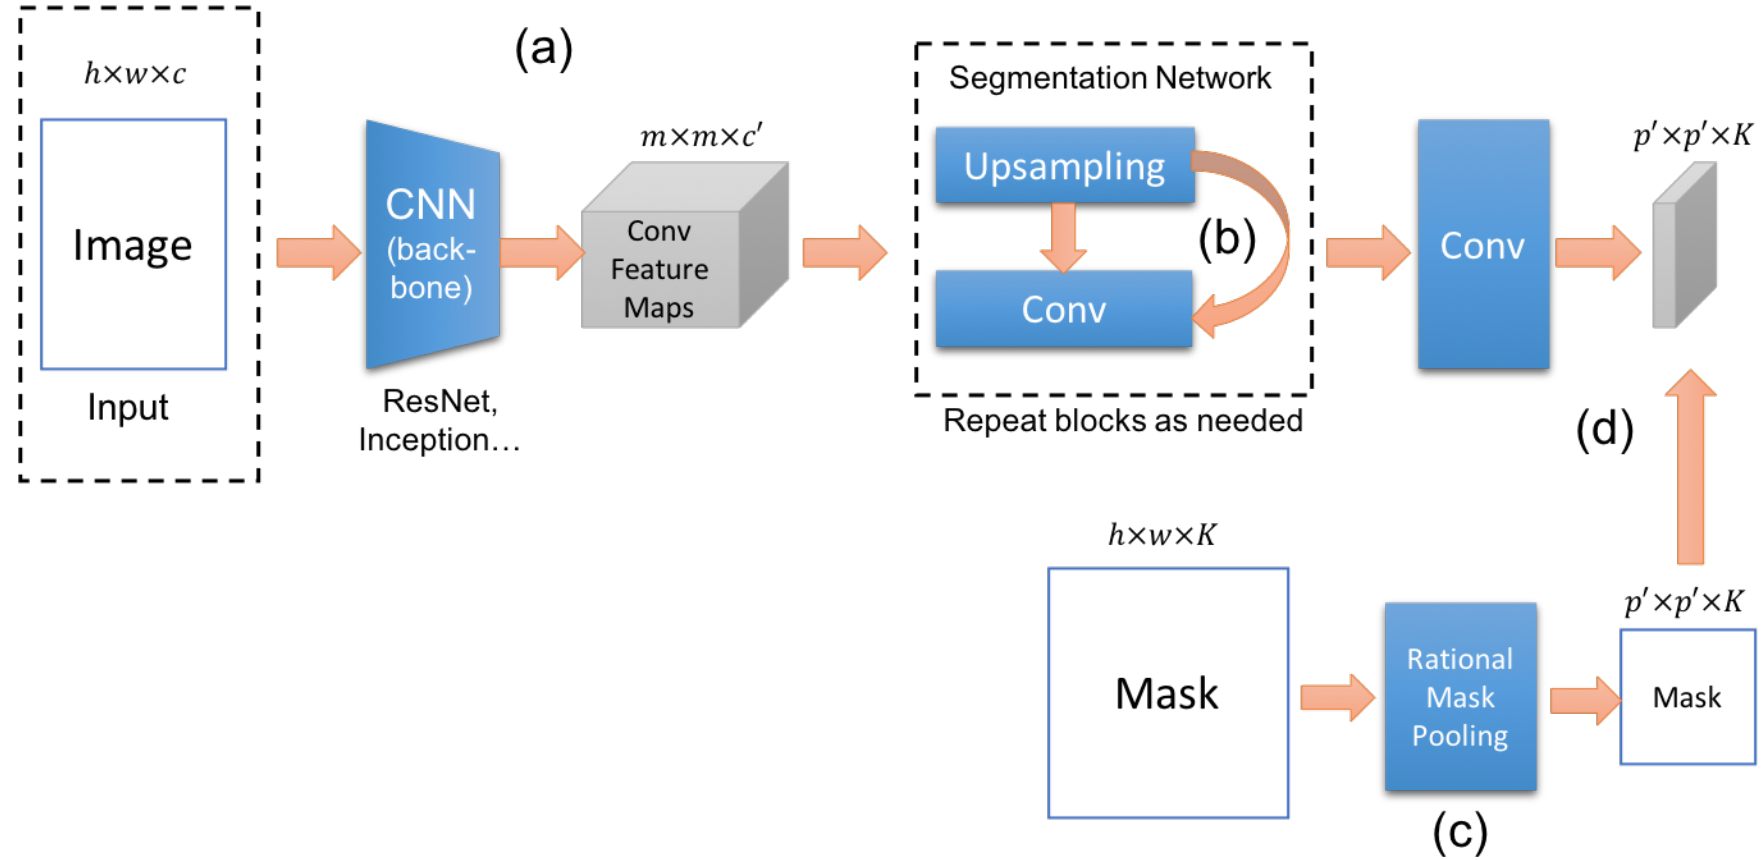 (a)
h×w×c
Image
Input
CNN
(back-
bone)
ResNet,
Inception…
m×m×c′
Conv
Feature
Maps
Segmentation Network
Upsampling
(b)
Conv
Repeat blocks as needed
Conv
p′×p′×K
(d)
h×w×K
Mask
Rational
Mask
Pooling
(c)
p′×p′×K
Mask